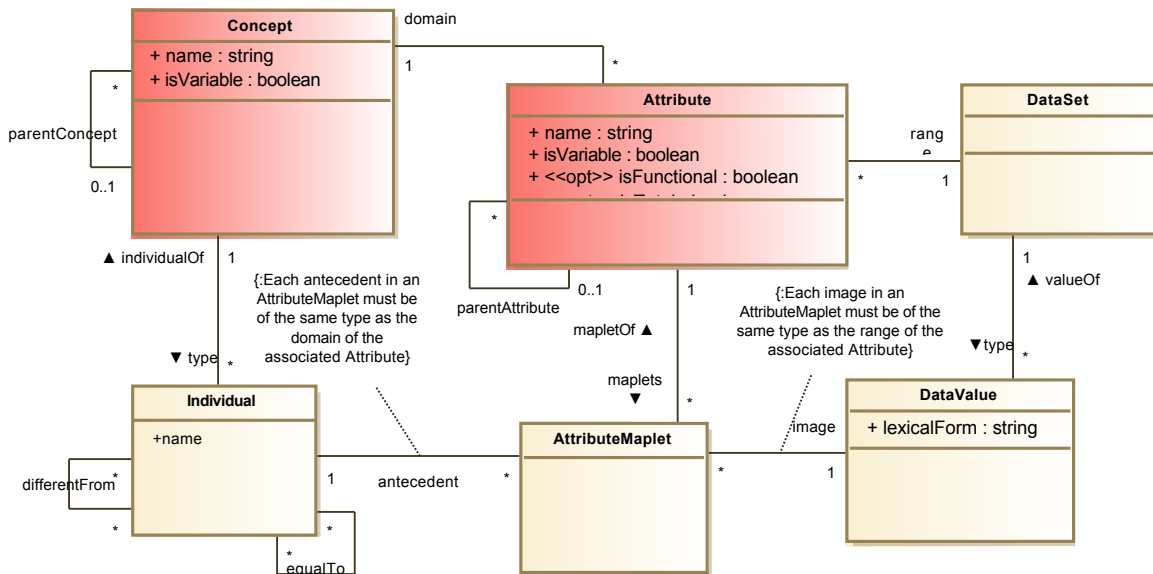 Concept
+ name : string
+ isVariable : boolean
domain
1
*
*
parentConcept
0..1
Attribute
+ name : string
+ isVariable : boolean
+ <<opt>> isFunctional : boolean
*
parentAttribute
0..1
DataSet
rang
e
*
1
▲ individualOf
1
{:Each antecedent in an
AttributeMaplet must be
of the same type as the
domain of the
associated Attribute}
▼ type
*
1
mapletOf ▲
maplets
▼
*
{:Each image in an
AttributeMaplet must be of the
same type as the range of the
associated Attribute}
1
▲ valueOf
▼type
*
Individual
+name
*
differentFrom
*
*
*
equalTo
1
antecedent
*
AttributeMaplet
image
*
1
DataValue
+ lexicalForm : string